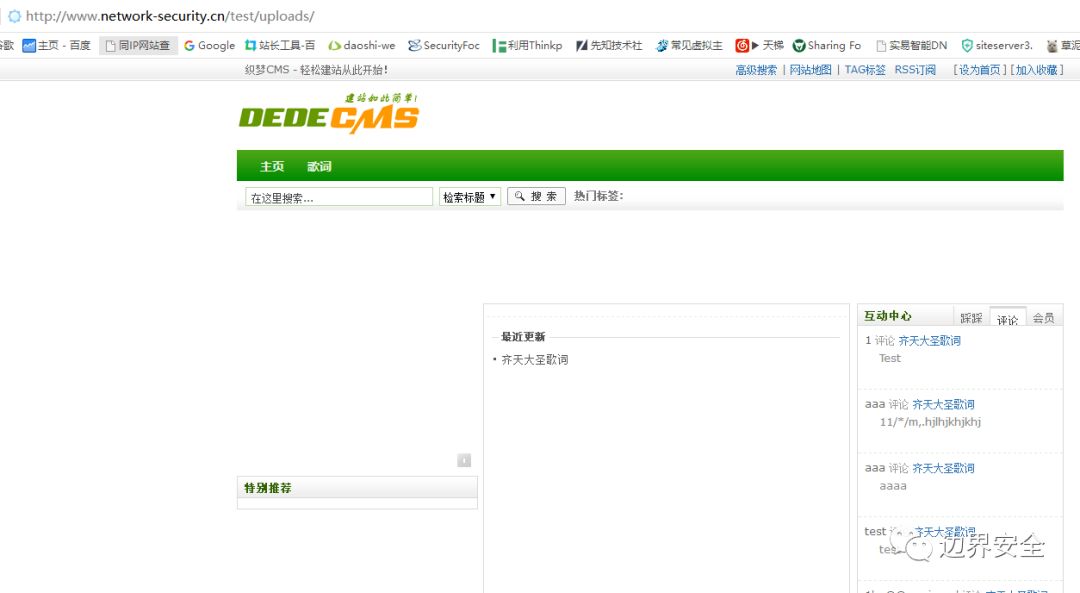 http://www.network-security.cn/test/uploads/
谷歌 主页 - 百度 同IP网站查 Google 站长工具-百 daoshi-we SecurityFoc 利用Thinkp 先知技术社 常见虚拟主 天梯 Sharing Fo 实易智能DN siteserver3. 草泥
织梦CMS - 轻松建站从此开始! 高级搜索 | 网站地图 | TAG标签 RSS订阅 [设为首页] [加入收藏]
建站如此简单!
DEDECMS
主页 歌词
在这里搜索... 检索标题 搜 索 热门标签:
互动中心 踩踩 评论 会员
最近更新
1 评论 齐天大圣歌词
• 齐天大圣歌词
Test
aaa 评论 齐天大圣歌词
11/*/m,.hjlhjkhjkhj
1
aaa 评论 齐天大圣歌词
特别推荐
aaaa
test 评 齐天大圣歌词
tes
边界安全